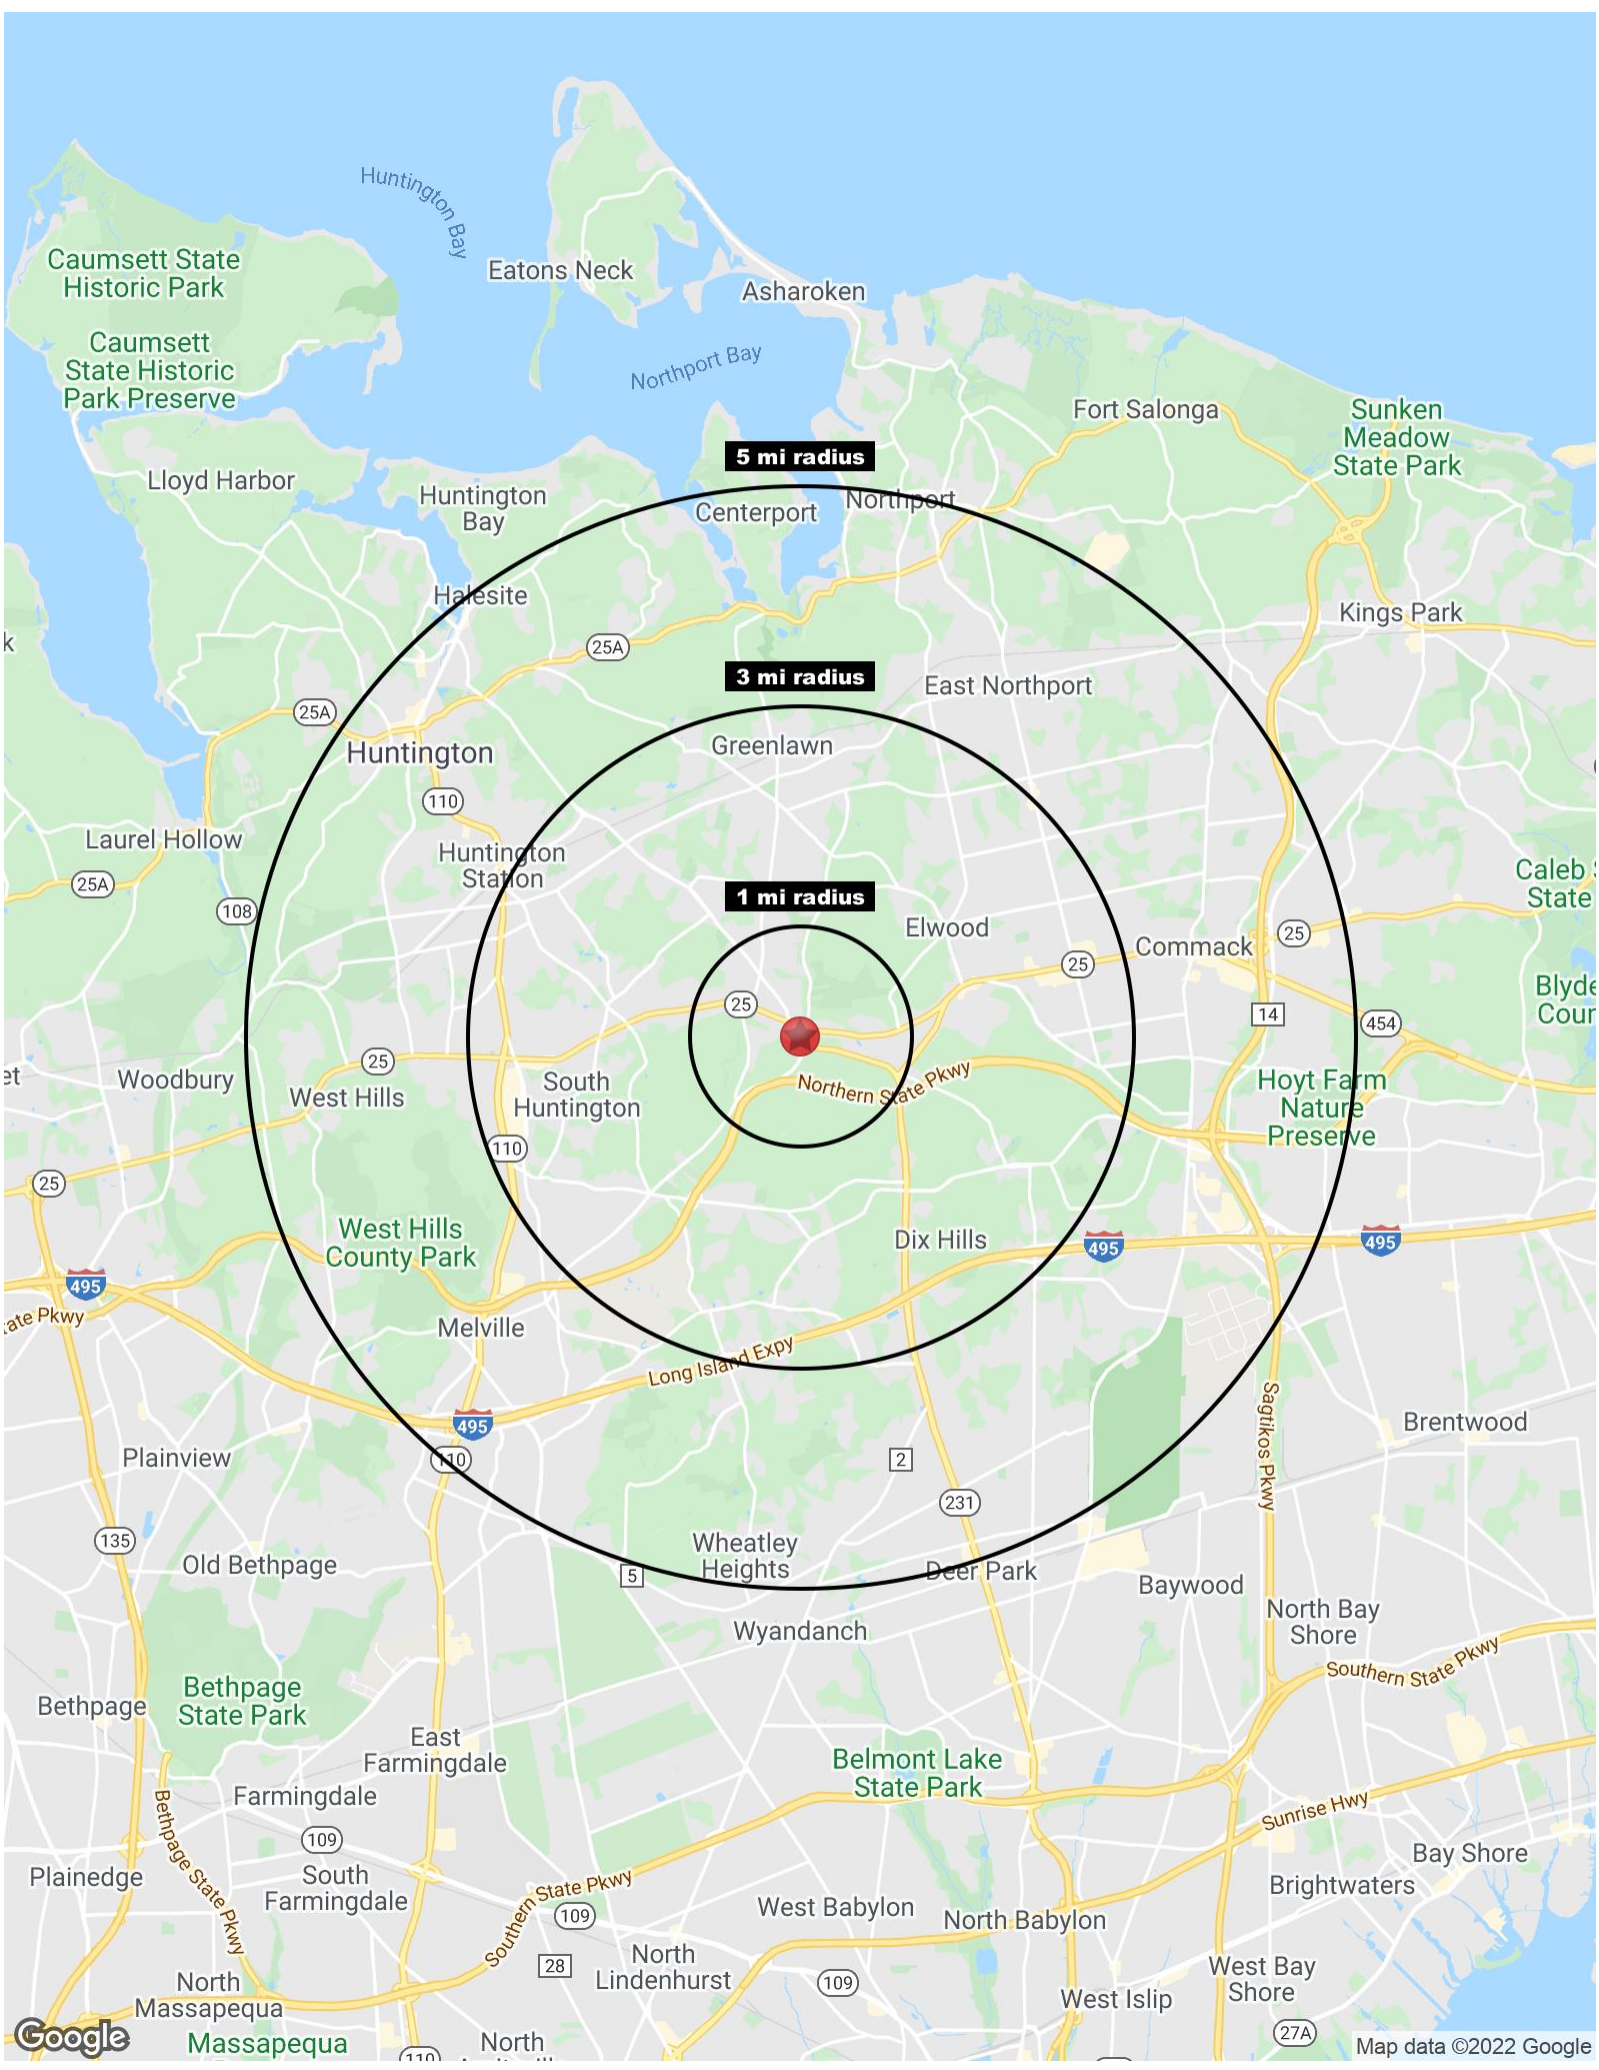 Huntington Bay
Caumsett State
Historic Park
Eatons Neck
Asharoken
Caumsett
State Historic
Park Preserve
Northport Bay
Fort Salonga
Sunken
Meadow
State Park
5 mi radius
Lloyd Harbor
Huntington
Bay
Centerport
Northport
Halesite
Kings Park
k
25A
3 mi radius
East Northport
25A
Huntington
Greenlawn
110
Laurel Hollow
Huntington
Station
25A
108
Caleb S
State
1 mi radius
Elwood
Commack
25
25
25
Blyde
Cour
14
454
25
et
Woodbury
West Hills
South
Huntington
Northern State Pkwy
Hoyt Farm
Nature
Preserve
110
25
West Hills
County Park
Dix Hills
495
495
495
tate Pkwy
Melville
Long Island Expy
495
Sagtikos Pkwy
Brentwood
Plainview
110
2
231
135
Old Bethpage
Wheatley
Heights
5
Deer Park
Baywood
North Bay
Shore
Wyandanch
Southern State Pkwy
Bethpage
State Park
Bethpage
East
Farmingdale
Belmont Lake
State Park
Farmingdale
Bethpage State Pkwy
Sunrise Hwy
109
Bay Shore
Plainedge
South
Farmingdale
Southern State Pkwy
109
West Babylon
North Babylon
Brightwaters
28
North
Lindenhurst
109
West Bay
Shore
North
Massapequa
West Islip
27A
Google
Massapequa
North
110
Map data ©2022 Google